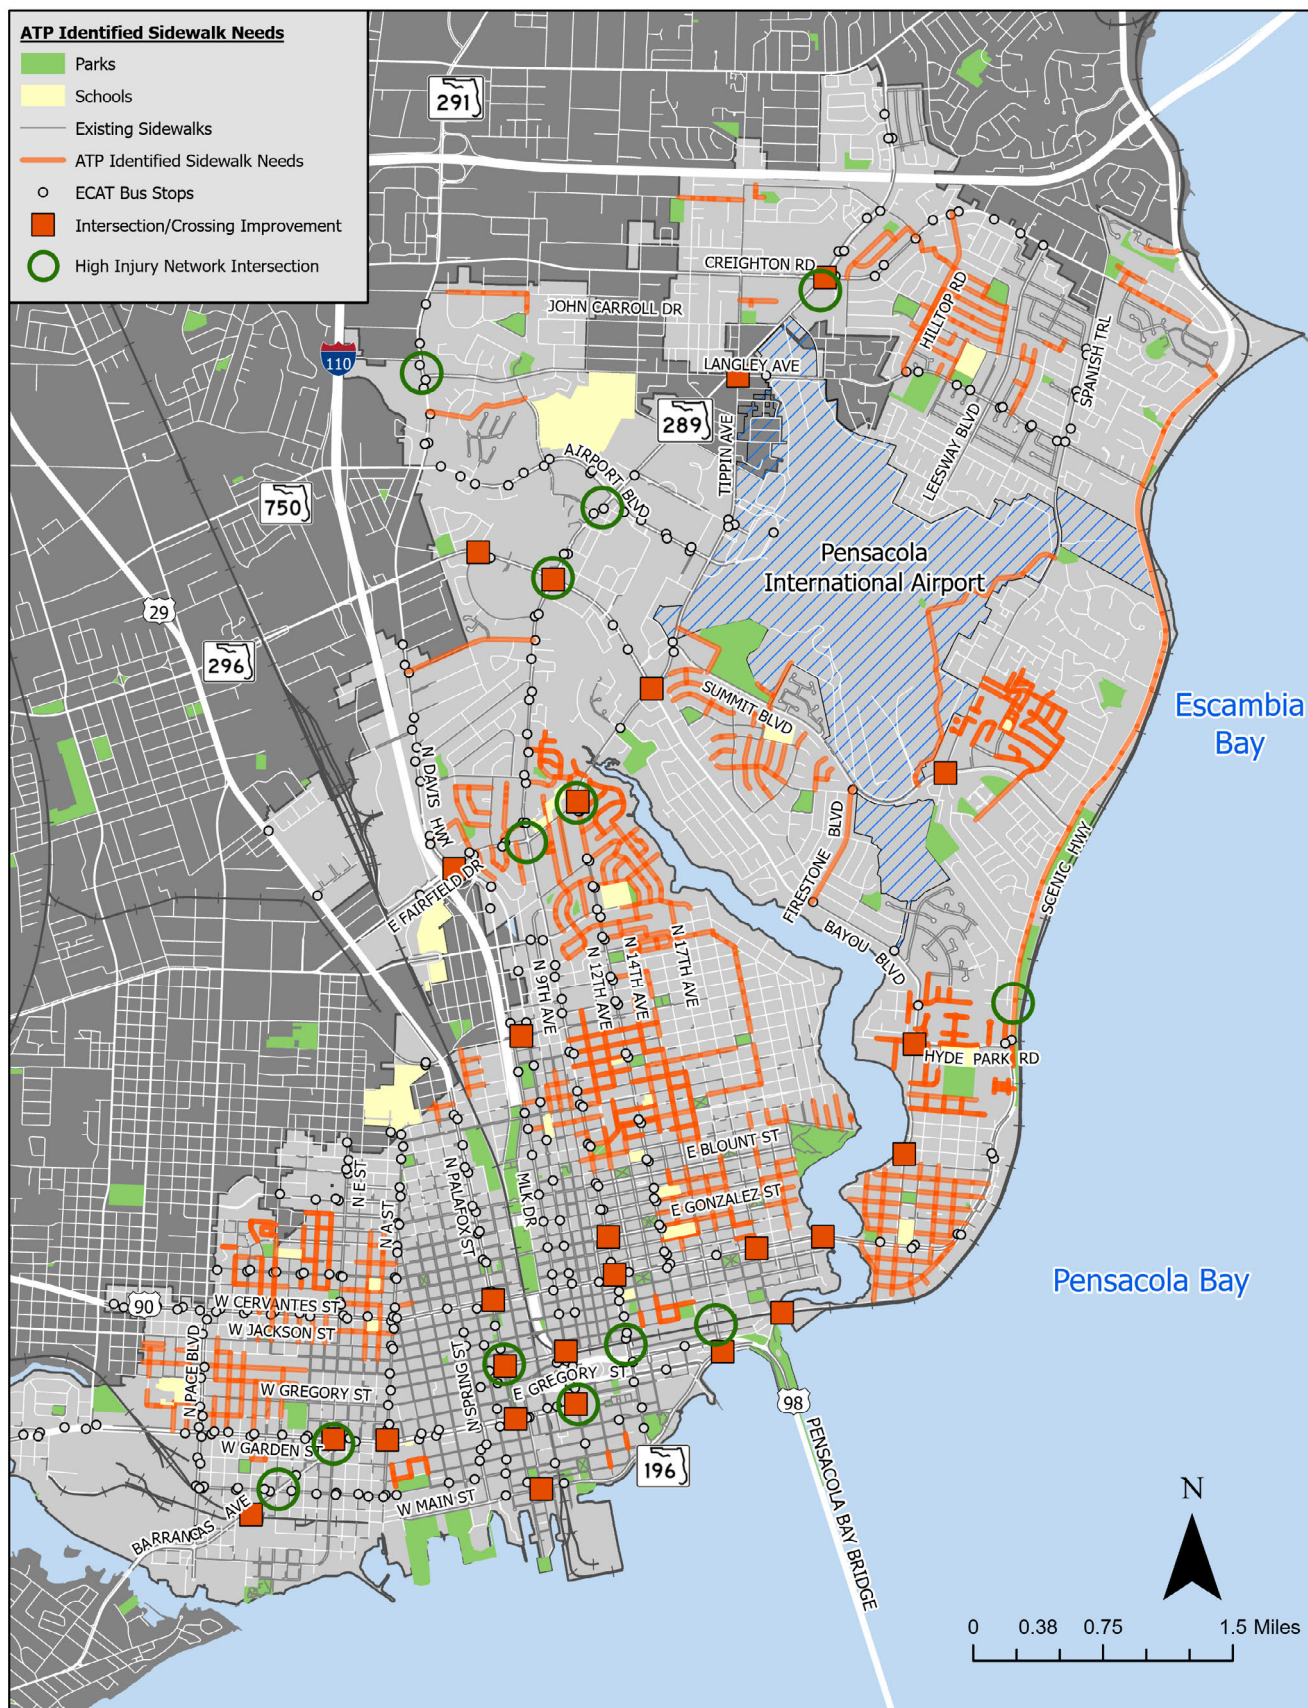 ATP Identified Sidewalk Needs
Parks
Schools
Existing Sidewalks
ATP Identified Sidewalk Needs
ECAT Bus Stops
Intersection/Crossing Improvement
High Injury Network Intersection
291
CREIGHTON RD
JOHN CARROLL DR
HILLTOP RD
SPANISH TRL
110
LANGLEY AVE
289
TIPPIN AVE
LEESWAY BLVD
AIRPORT BLVD
750
Pensacola
International Airport
29
296
SUMMIT BLVD
Escambia
Bay
N DAVIS HWY
FIRESTONE BLVD
SCENIC HWY
E FAIRFIELD DR
BAYOU BLVD
N 9TH AVE
N 12TH AVE
N 14TH AVE
N 17TH AVE
HYDE PARK RD
E BLOUNT ST
N E ST
N A ST
N PALAFOX ST
MLK DR
E GONZALEZ ST
Pensacola Bay
90
W CERVANTES ST
W JACKSON ST
N PACE BLVD
W GREGORY ST
N SPRING ST
E GREGORY ST
98
W GARDEN ST
196
W MAIN ST
BARRANCAS AVE
PENSACOLA BAY BRIDGE
N
0 0.38 0.75 1.5 Miles